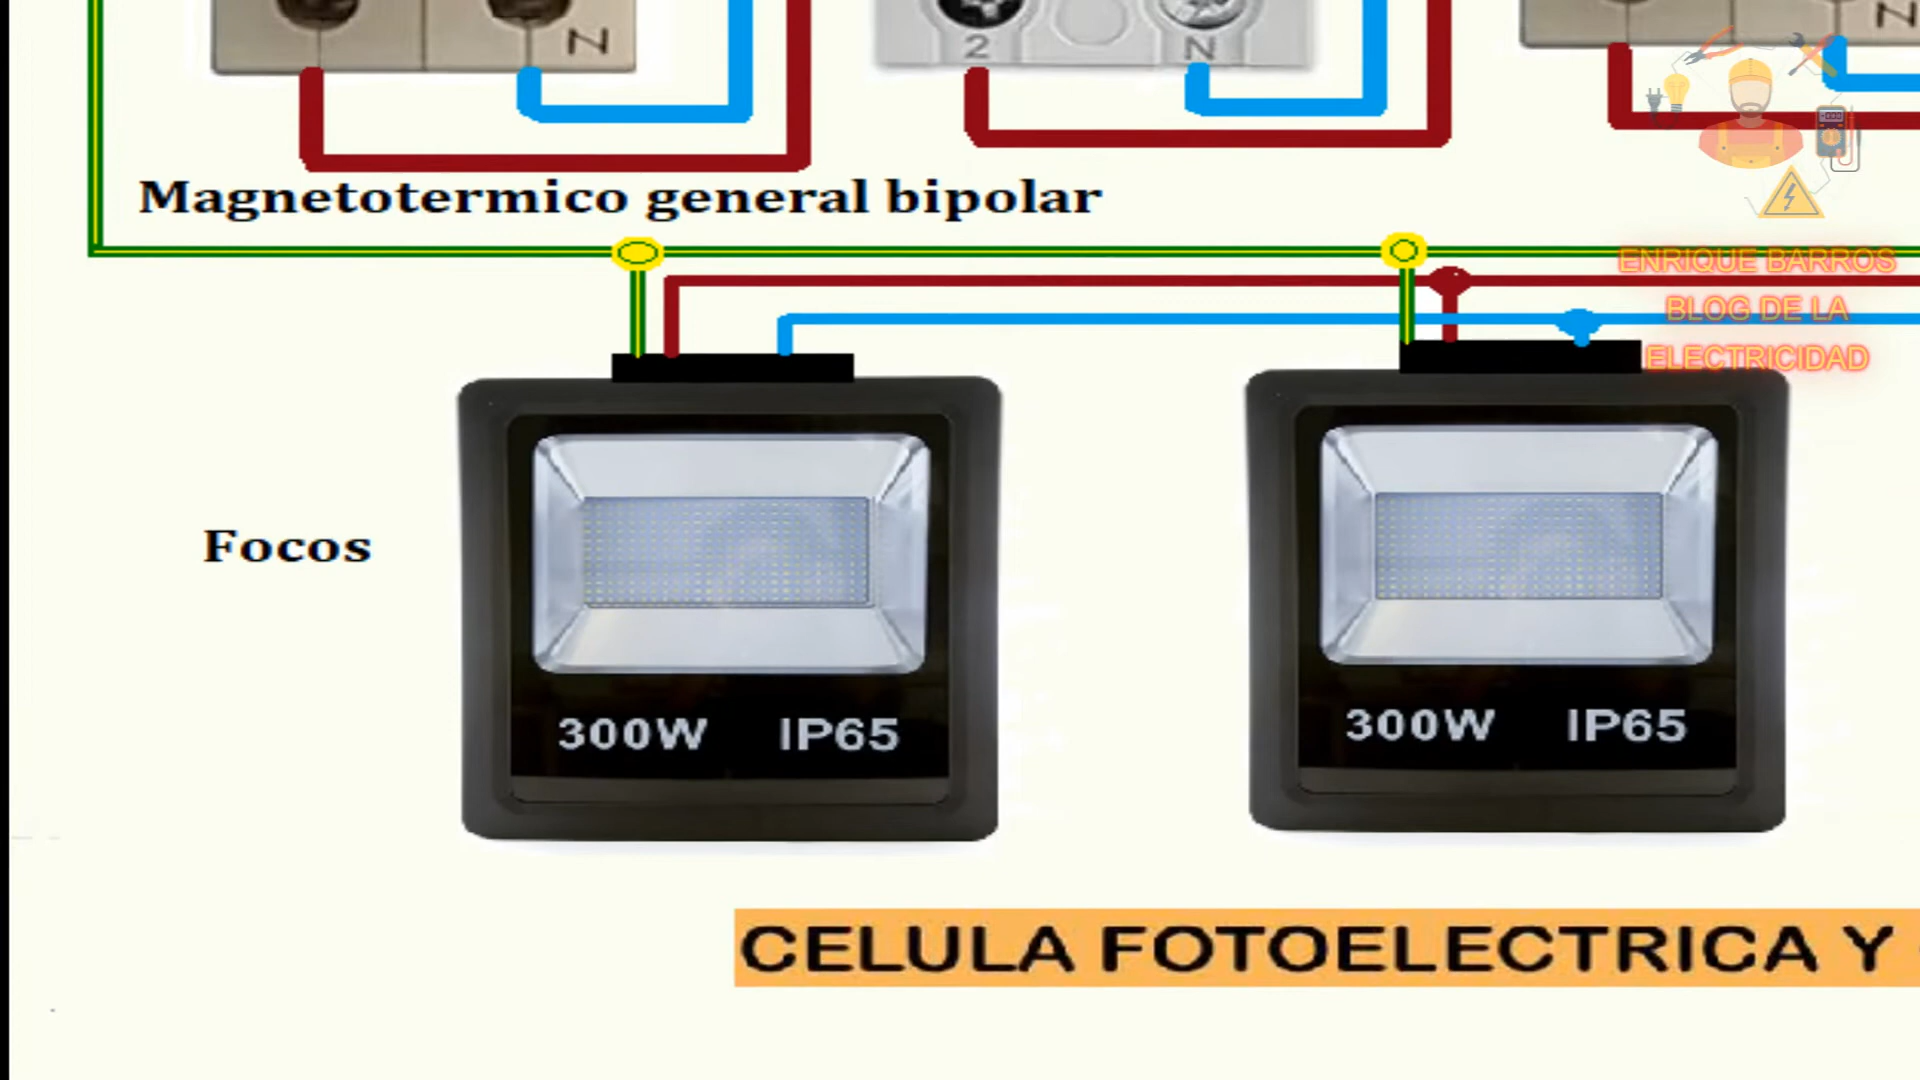 N
2 N
N
Magnetotermico general bipolar
ENRIQUE BARROS
BLOG DE LA
ELECTRICIDAD
Focos
300W IP65
300W IP65
CELULA FOTOELECTRICA Y